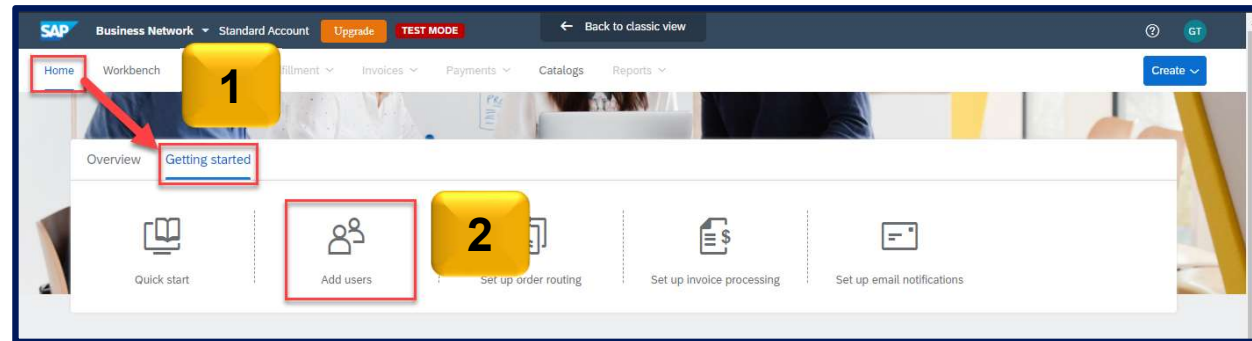 SAP Business Network Standard Account Upgrade TEST MODE ← Back to classic view ? GT
Home Workbench Invoices Payments Catalogs Reports Create
1
Overview Getting started
2
Quick start Add users Set up order routing Set up invoice processing Set up email notifications